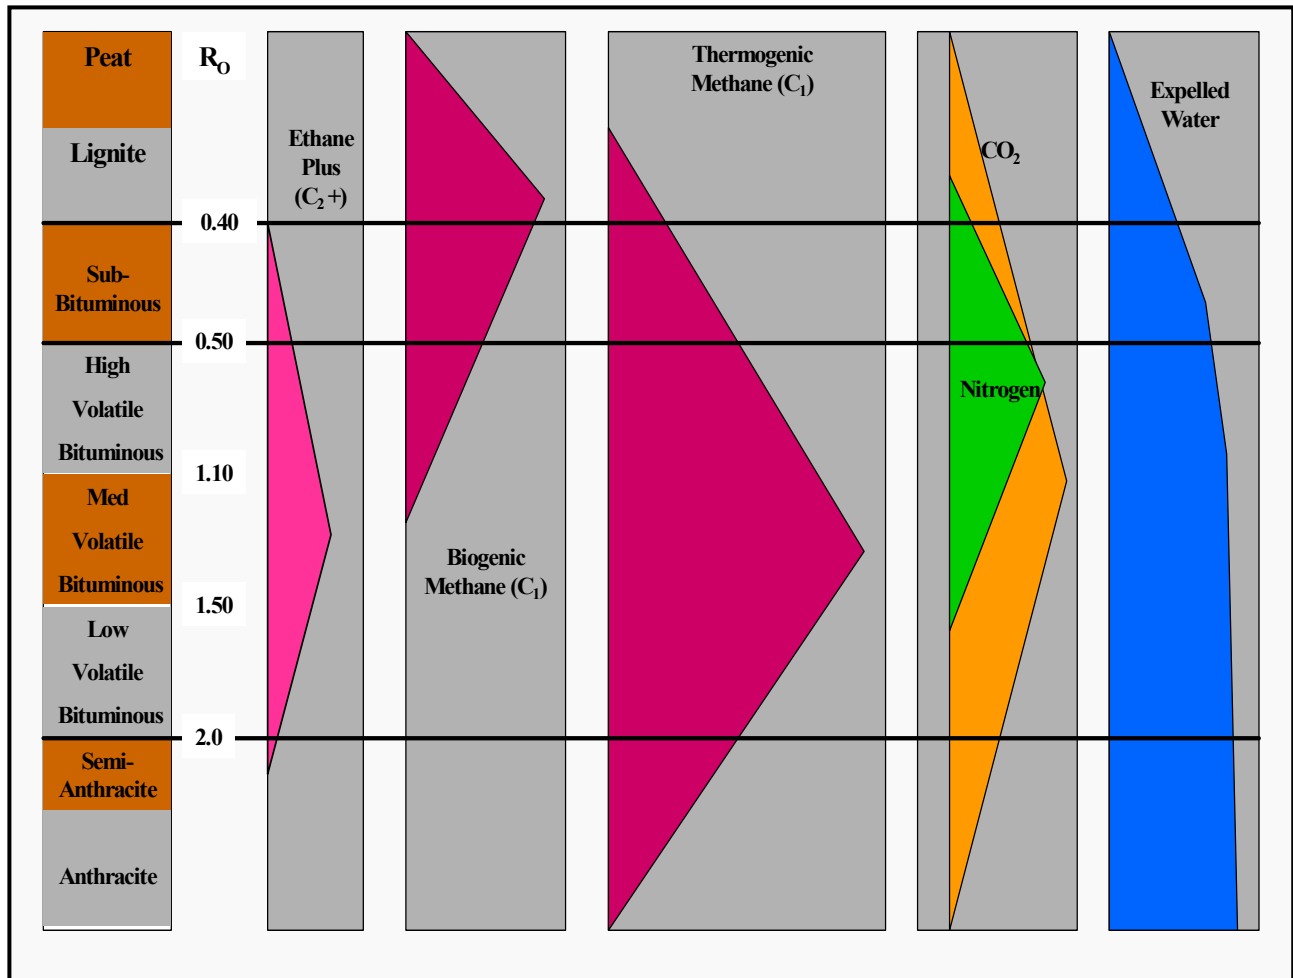 Peat
Lignite
Sub-
Bituminous
High
Volatile
Bituminous
Med
Volatile
Bituminous
Low
Volatile
Bituminous
Semi-
Anthracite
Anthracite
R_O
0.40
0.50
1.10
1.50
2.0
Ethane
Plus
(C₂+)
Biogenic
Methane (C₁)
Thermogenic
Methane (C₁)
CO₂
Nitrogen
Expelled
Water